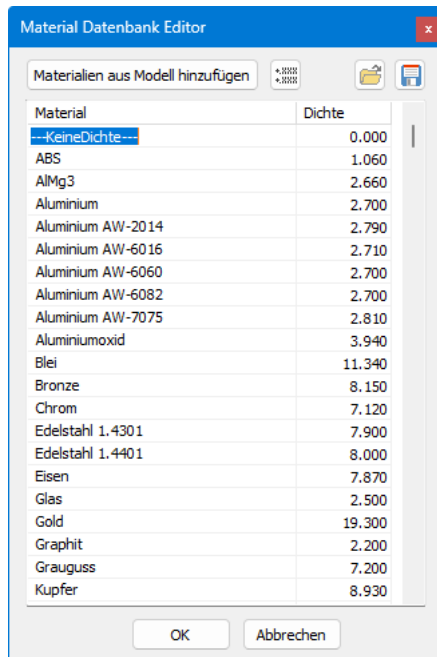 Material Datenbank Editor
x
Materialien aus Modell hinzufügen
+.XXX
+.XXX
Material Dichte
---KeineDichte--- 0.000
ABS 1.060
AlMg3 2.660
Aluminium 2.700
Aluminium AW-2014 2.790
Aluminium AW-6016 2.710
Aluminium AW-6060 2.700
Aluminium AW-6082 2.700
Aluminium AW-7075 2.810
Aluminiumoxid 3.940
Blei 11.340
Bronze 8.150
Chrom 7.120
Edelstahl 1.4301 7.900
Edelstahl 1.4401 8.000
Eisen 7.870
Glas 2.500
Gold 19.300
Graphit 2.200
Grauguss 7.200
Kupfer 8.930
OK Abbrechen